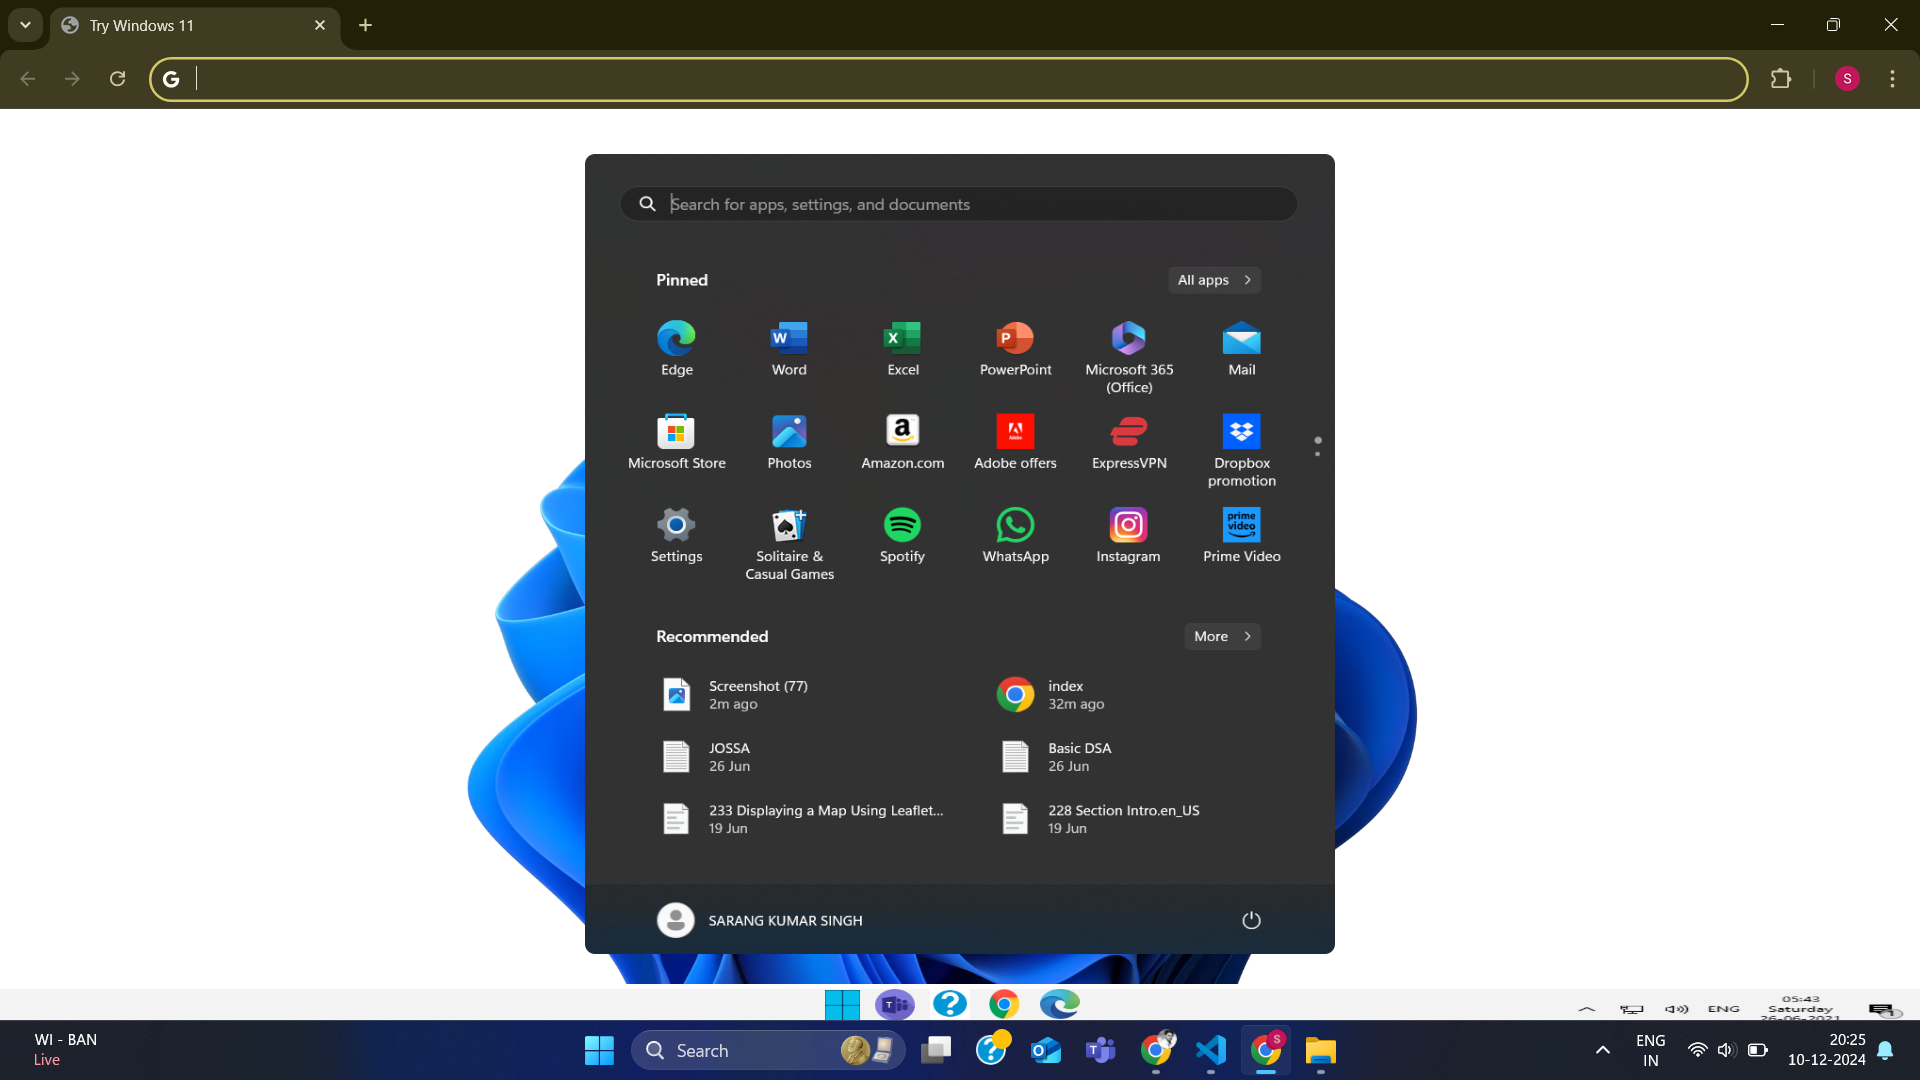 Try Windows 11
S
Search for apps, settings, and documents
Pinned
All apps
Edge
Word
Excel
PowerPoint
Microsoft 365
(Office)
Mail
Microsoft Store
Photos
Amazon.com
Adobe offers
ExpressVPN
Dropbox
promotion
Settings
Solitaire &
Casual Games
Spotify
WhatsApp
Instagram
Prime Video
Recommended
More
Screenshot (77)
2m ago
index
32m ago
JOSSA
26 Jun
Basic DSA
26 Jun
233 Displaying a Map Using Leaflet...
19 Jun
228 Section Intro.en_US
19 Jun
SARANG KUMAR SINGH
ENG
05:43
Saturday
26-06-2021
WI - BAN
Live
Search
ENG
IN
20:25
10-12-2024